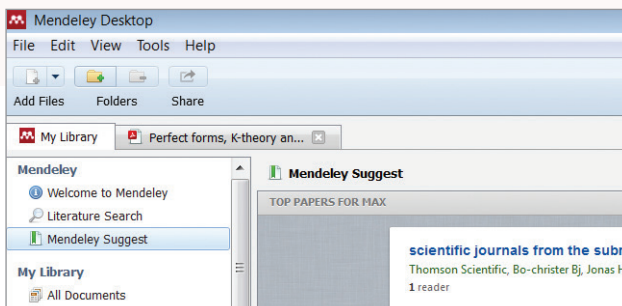 Mendeley Desktop
File Edit View Tools Help
Add Files Folders Share
My Library Perfect forms, K-theory an...
Mendeley
Mendeley Suggest
Welcome to Mendeley
TOP PAPERS FOR MAX
Literature Search
Mendeley Suggest
scientific journals from the
Thomson Scientific, Bo-christer Bj, Jonas
My Library
1 reader
All Documents